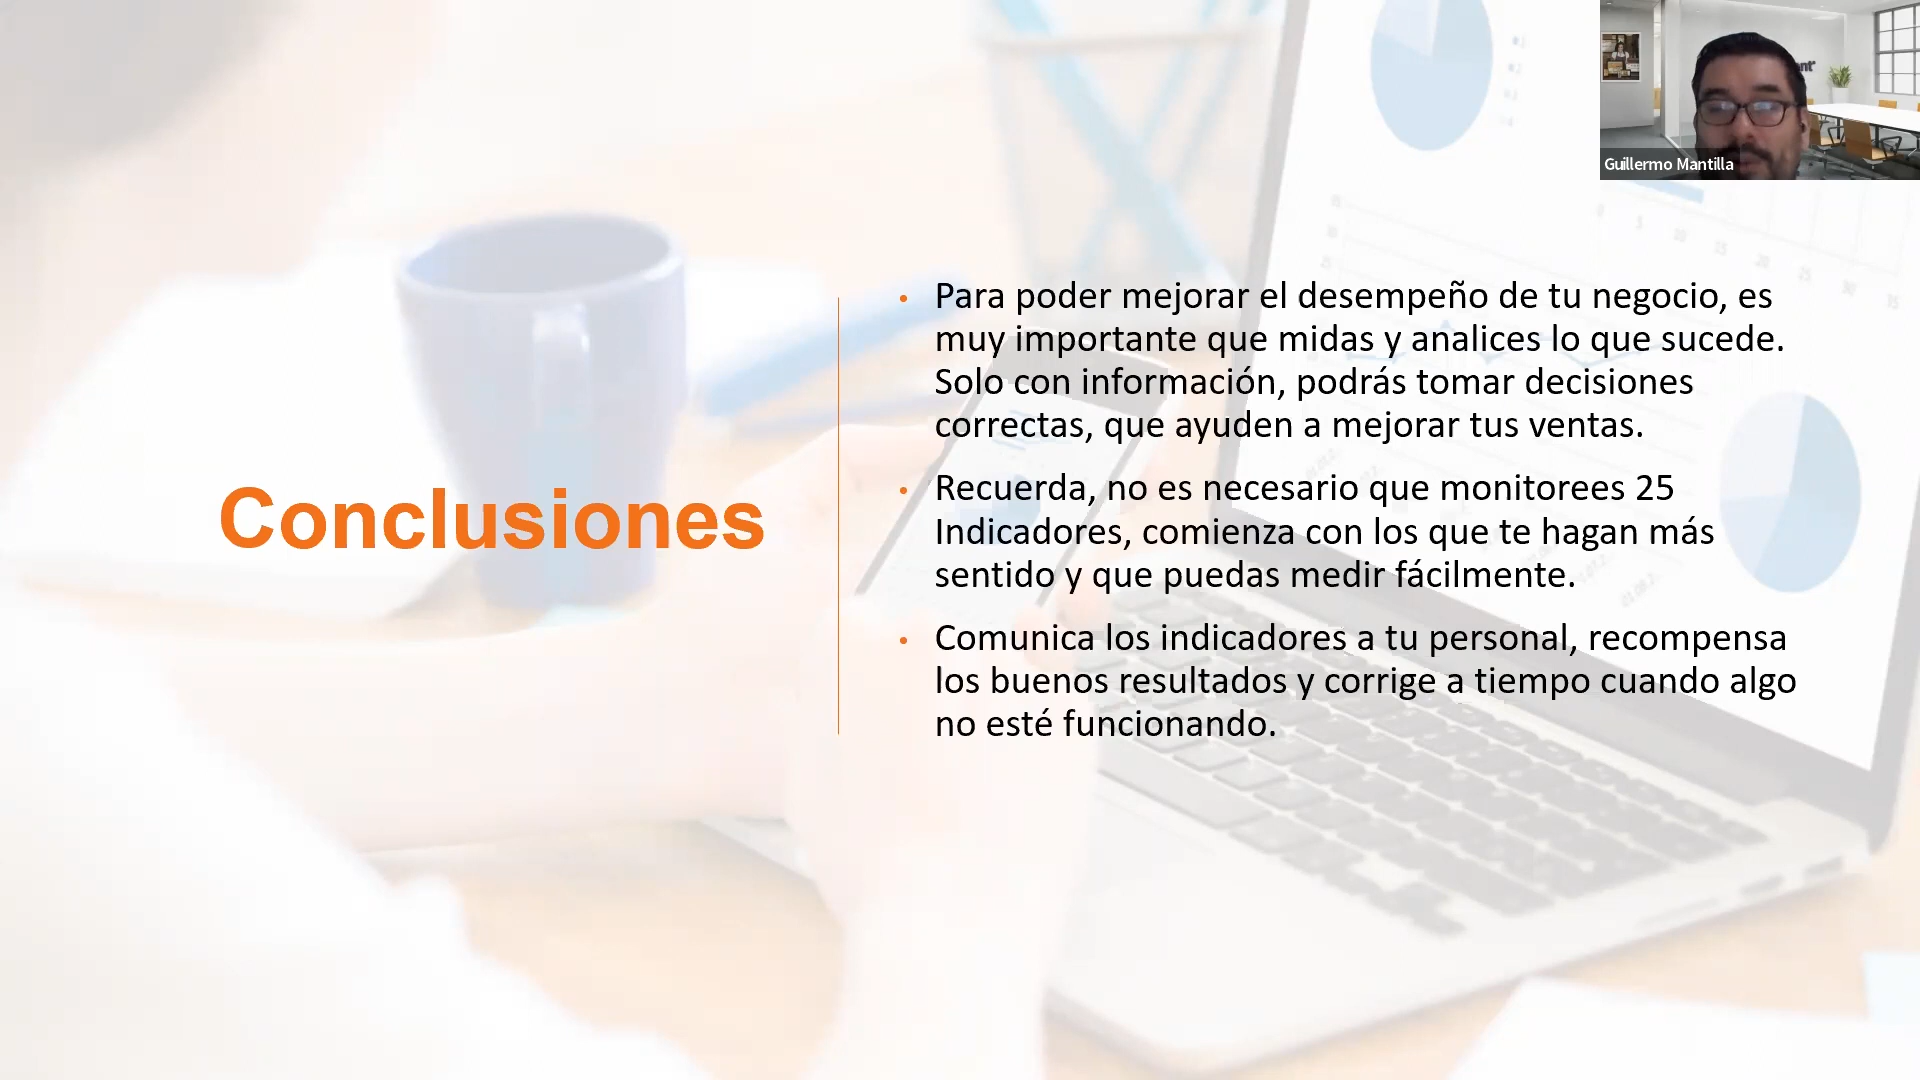 Guillermo Mantilla
Conclusiones
• Para poder mejorar el desempeño de tu negocio, es
muy importante que midas y analices lo que sucede.
Solo con información, podrás tomar decisiones
correctas, que ayuden a mejorar tus ventas.
• Recuerda, no es necesario que monitorees 25
Indicadores, comienza con los que te hagan más
sentido y que puedas medir fácilmente.
• Comunica los indicadores a tu personal, recompensa
los buenos resultados y corrige a tiempo cuando algo
no esté funcionando.